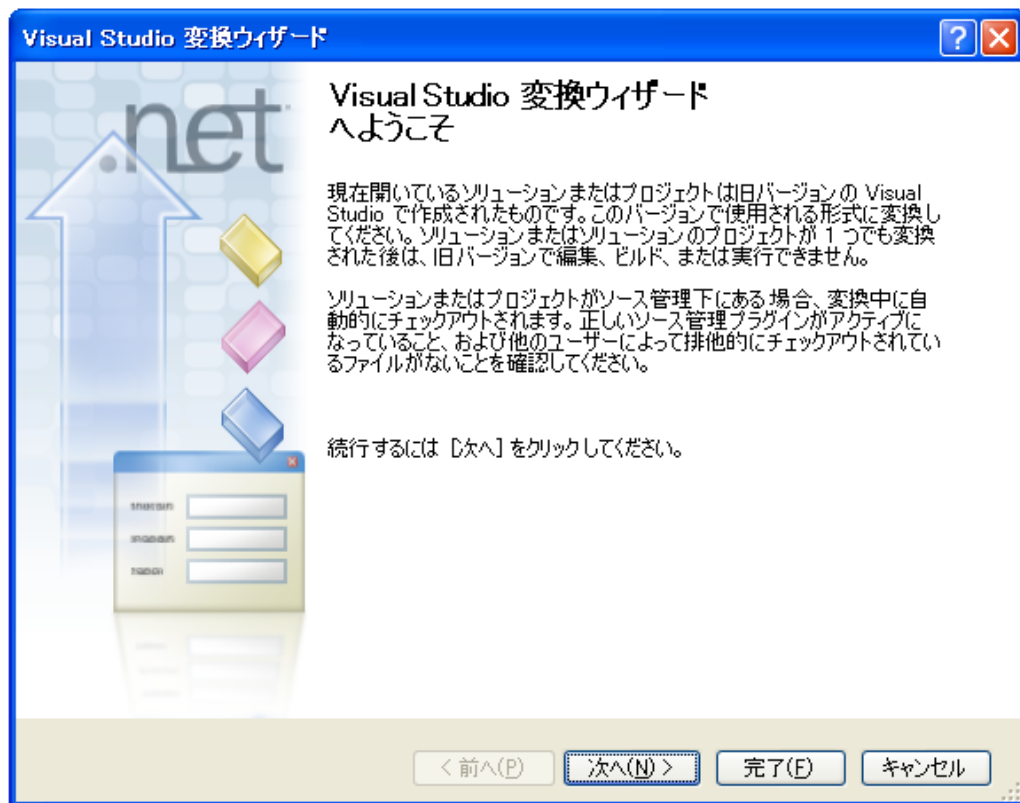 Visual Studio 変換ウィザード
.net
Visual Studio 変換ウィザード
へようこそ
現在開いているソリューションまたはプロジェクトは旧バージョンの Visual
Studio で作成されたものです。このバージョンで使用される形式に変換し
てください。ソリューションまたはソリューションのプロジェクトが 1 つでも変換
された後は、旧バージョンで編集、ビルド、または実行できません。
ソリューションまたはプロジェクトがソース管理下にある場合、変換中に自
動的にチェックアウトされます。正しいソース管理プラグインがアクティブに
なっていること、および他のユーザーによって排他的にチェックアウトされてい
るファイルがないことを確認してください。
続行するには [次へ] をクリックしてください。
< 前へ(P)
次へ(N) >
完了(F)
キャンセル